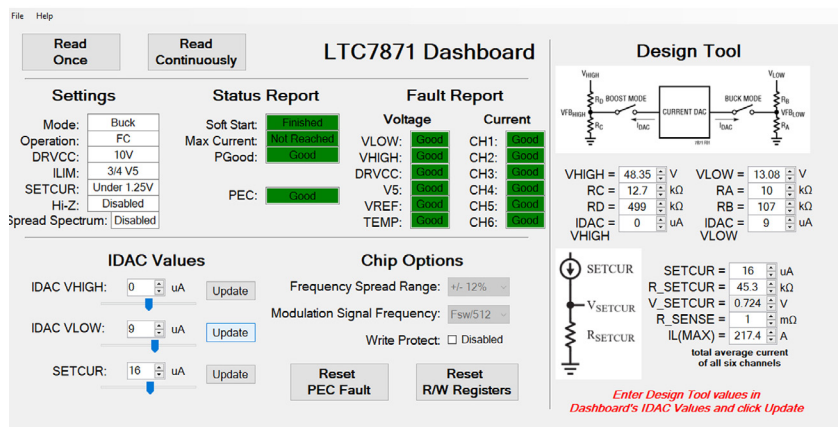 File Help
Read Once
Read Continuously
LTC7871 Dashboard
Settings
Mode: Buck
Operation: FC
DRVCC: 10V
ILIM: 3/4 V5
SETCUR: Under 1.25V
Hi-Z: Disabled
Spread Spectrum: Disabled
Status Report
Soft Start: Finished
Max Current: Not Reached
PGood: Good
PEC: Good
Fault Report
Voltage
VLOW: Good
VHIGH: Good
DRVCC: Good
V5: Good
VREF: Good
TEMP: Good
Current
CH1: Good
CH2: Good
CH3: Good
CH4: Good
CH5: Good
CH6: Good
IDAC Values
IDAC VHIGH: 0 uA Update
IDAC VLOW: 9 uA Update
SETCUR: 16 uA Update
Chip Options
Frequency Spread Range: +/- 12%
Modulation Signal Frequency: Fsw/512
Write Protect: Disabled
Reset PEC Fault
Reset R/W Registers
Design Tool
VHIGH
VLOW
RD BOOST MODE
BUCK MODE RB
VFBHIGH
CURRENT DAC
VFBLOW
RC
IDAC
IDAC
RA
VHIGH = 48.35 V
RC = 12.7 kΩ
RD = 499 kΩ
IDAC = 0 uA
VHIGH
VLOW = 13.08 V
RA = 10 kΩ
RB = 107 kΩ
IDAC = 9 uA
VLOW
SETCUR
VSETCUR
RSETCUR
SETCUR = 16 uA
R_SETCUR = 45.3 kΩ
V_SETCUR = 0.724 V
R_SENSE = 1 mΩ
IL(MAX) = 217.4 A
total average current
of all six channels
Enter Design Tool values in
Dashboard's IDAC Values and click Update